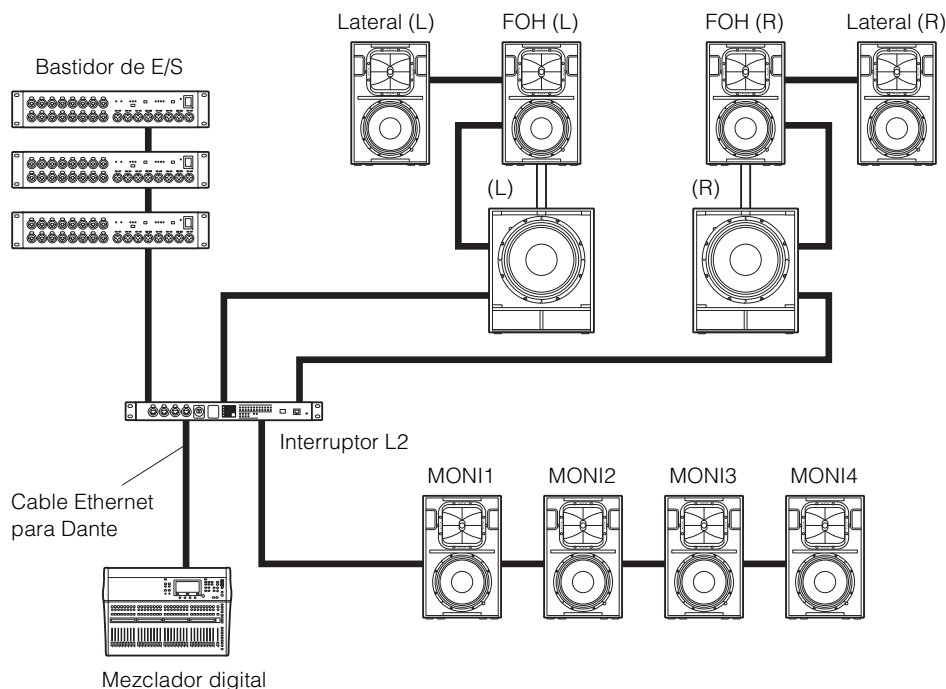 Lateral (L)
FOH (L)
FOH (R)
Lateral (R)
Bastidor de E/S
(L)
(R)
Interruptor L2
Cable Ethernet
para Dante
MONI1
MONI2
MONI3
MONI4
Mezclador digital